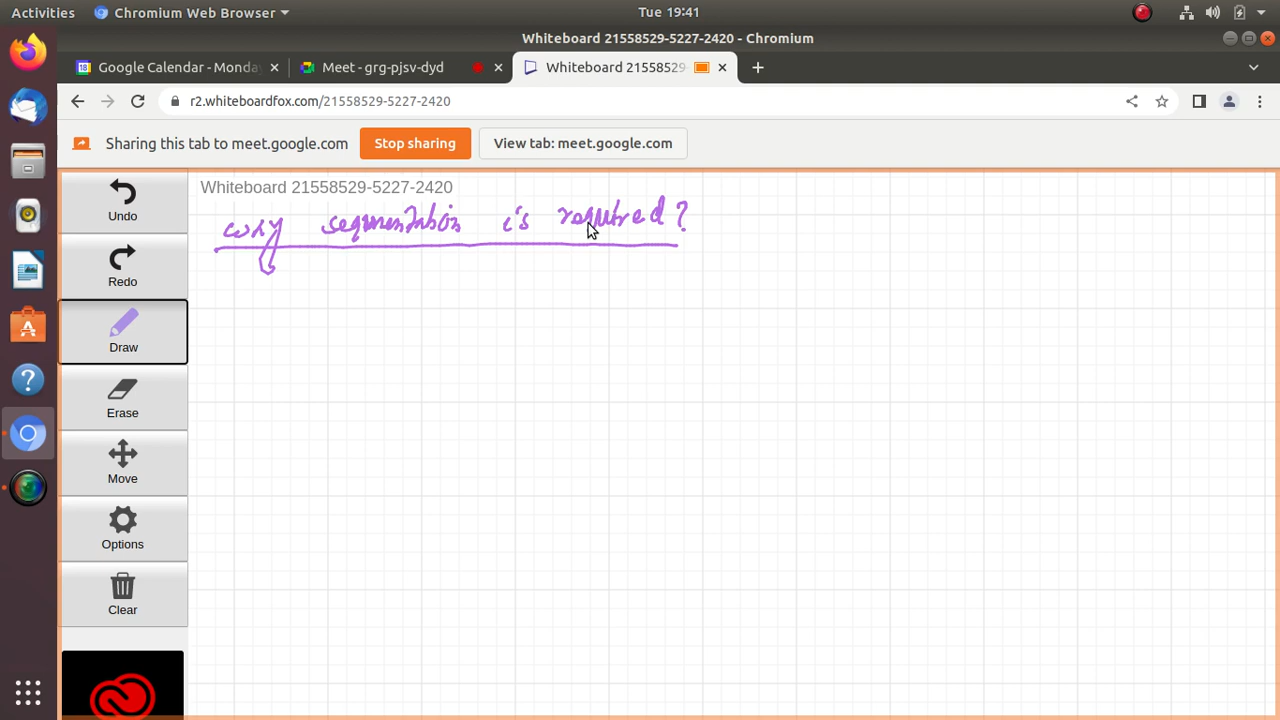 Activities Chromium Web Browser Tue 19:41
Whiteboard 21558529-5227-2420 - Chromium
Google Calendar - Monda Meet - grg-pjsv-dyd Whiteboard 21558529-
r2.whiteboardfox.com/21558529-5227-2420
Sharing this tab to meet.google.com Stop sharing View tab: meet.google.com
Whiteboard 21558529-5227-2420
why segmentation is required?
Undo
Redo
Draw
Erase
Move
Options
Clear